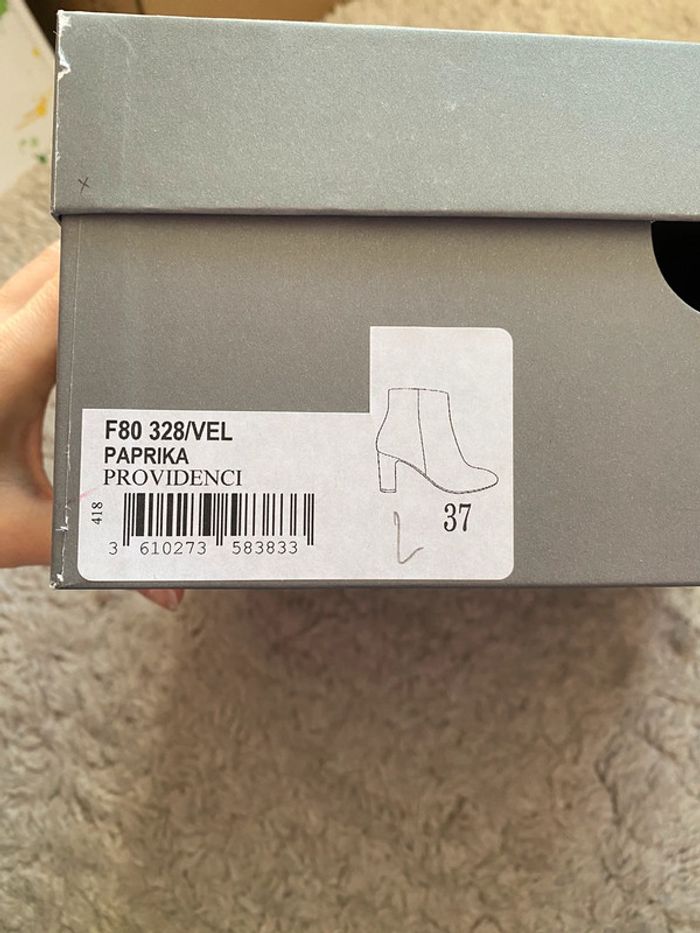 F80 328/VEL
PAPRIKA
PROVIDENCI
418
3 610273 583833
37